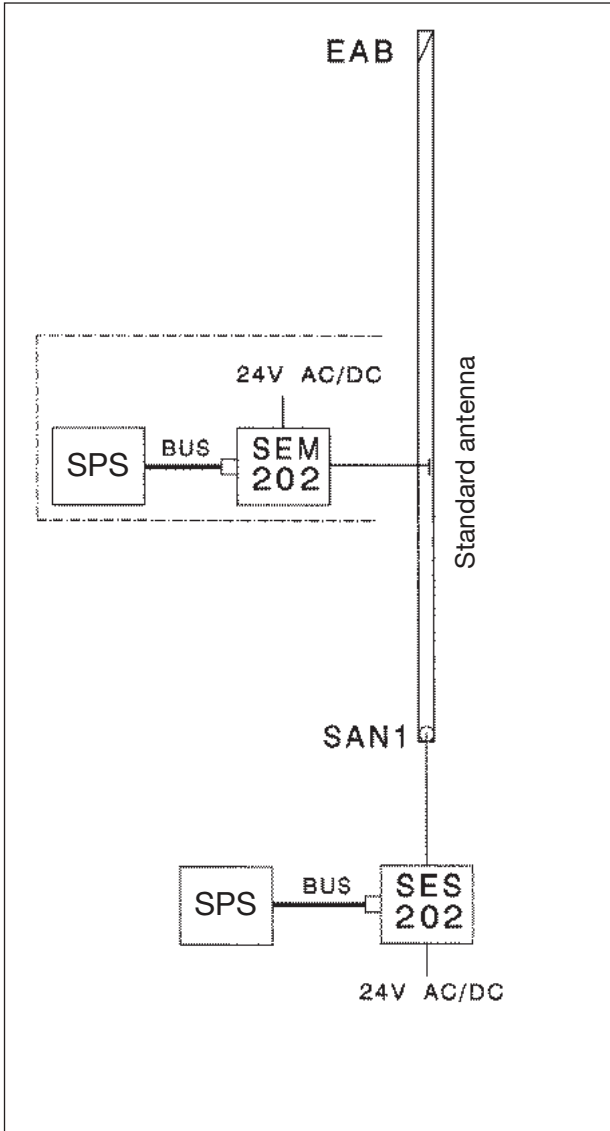 EAB
24V AC/DC
SPS
BUS
SEM
202
Standard antenna
SAN1
SPS
BUS
SES
202
24V AC/DC